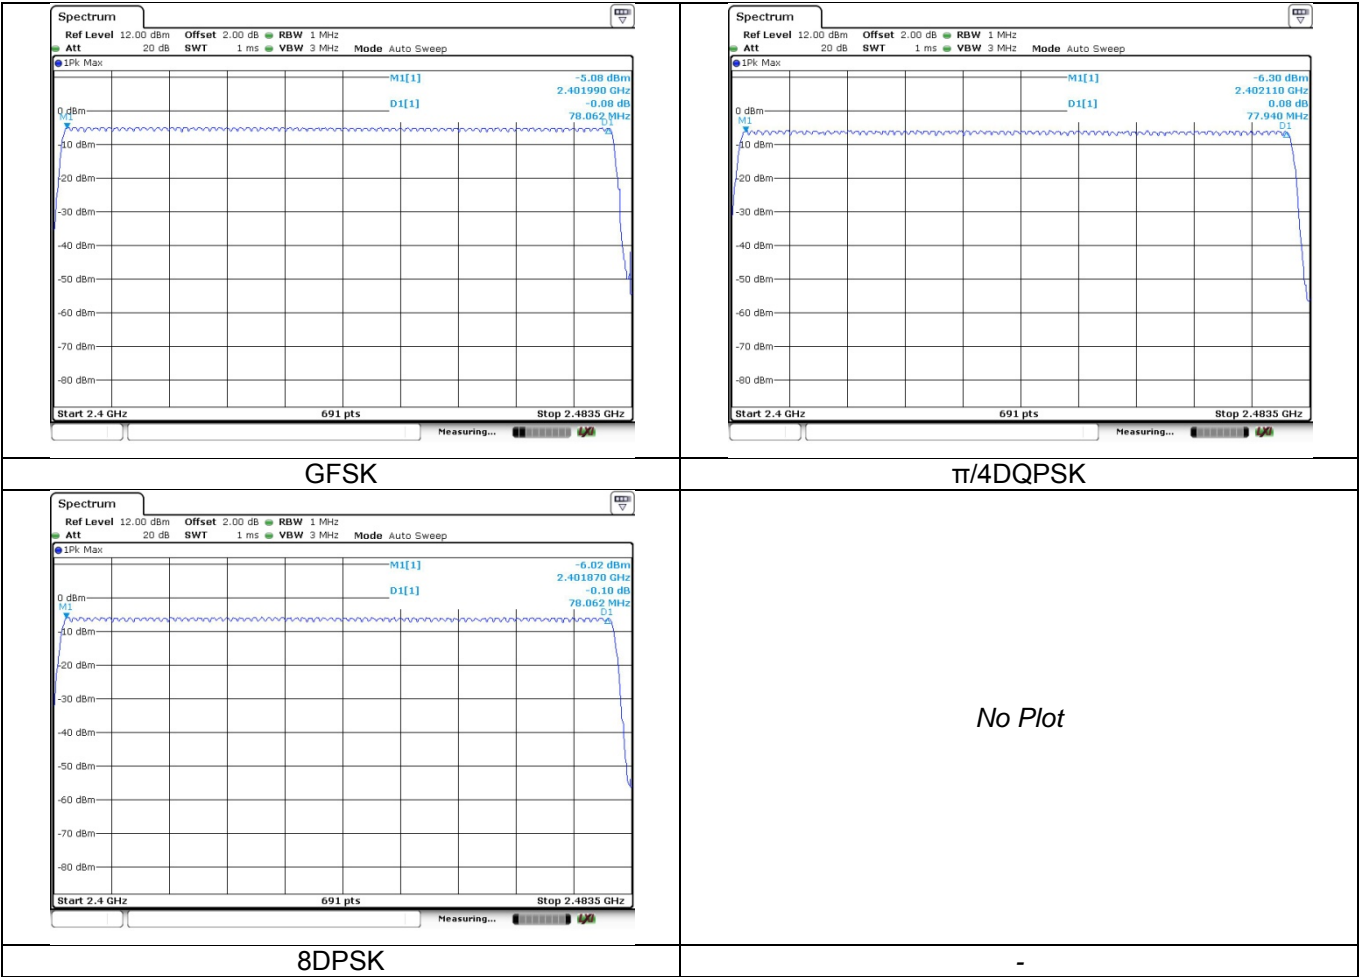 Spectrum
Ref Level 12.00 dBm Offset 2.00 dB RBW 1 MHz
Att 20 dB SWT 1 ms VBW 3 MHz Mode Auto Sweep
1Pk Max
M1[1] -5.08 dBm
2.401990 GHz
D1[1] -0.08 dB
78.062 MHz
0 dBm
M1
D1
-10 dBm
-20 dBm
-30 dBm
-40 dBm
-50 dBm
-60 dBm
-70 dBm
-80 dBm
Start 2.4 GHz 691 pts Stop 2.4835 GHz
Measuring...
GFSK
Spectrum
Ref Level 12.00 dBm Offset 2.00 dB RBW 1 MHz
Att 20 dB SWT 1 ms VBW 3 MHz Mode Auto Sweep
1Pk Max
M1[1] -6.30 dBm
2.402110 GHz
D1[1] 0.08 dB
77.940 MHz
0 dBm
M1
D1
-10 dBm
-20 dBm
-30 dBm
-40 dBm
-50 dBm
-60 dBm
-70 dBm
-80 dBm
Start 2.4 GHz 691 pts Stop 2.4835 GHz
Measuring...
π/4DQPSK
Spectrum
Ref Level 12.00 dBm Offset 2.00 dB RBW 1 MHz
Att 20 dB SWT 1 ms VBW 3 MHz Mode Auto Sweep
1Pk Max
M1[1] -6.02 dBm
2.401870 GHz
D1[1] -0.10 dB
78.062 MHz
0 dBm
M1
D1
-10 dBm
-20 dBm
-30 dBm
-40 dBm
-50 dBm
-60 dBm
-70 dBm
-80 dBm
Start 2.4 GHz 691 pts Stop 2.4835 GHz
Measuring...
8DPSK
No Plot
-